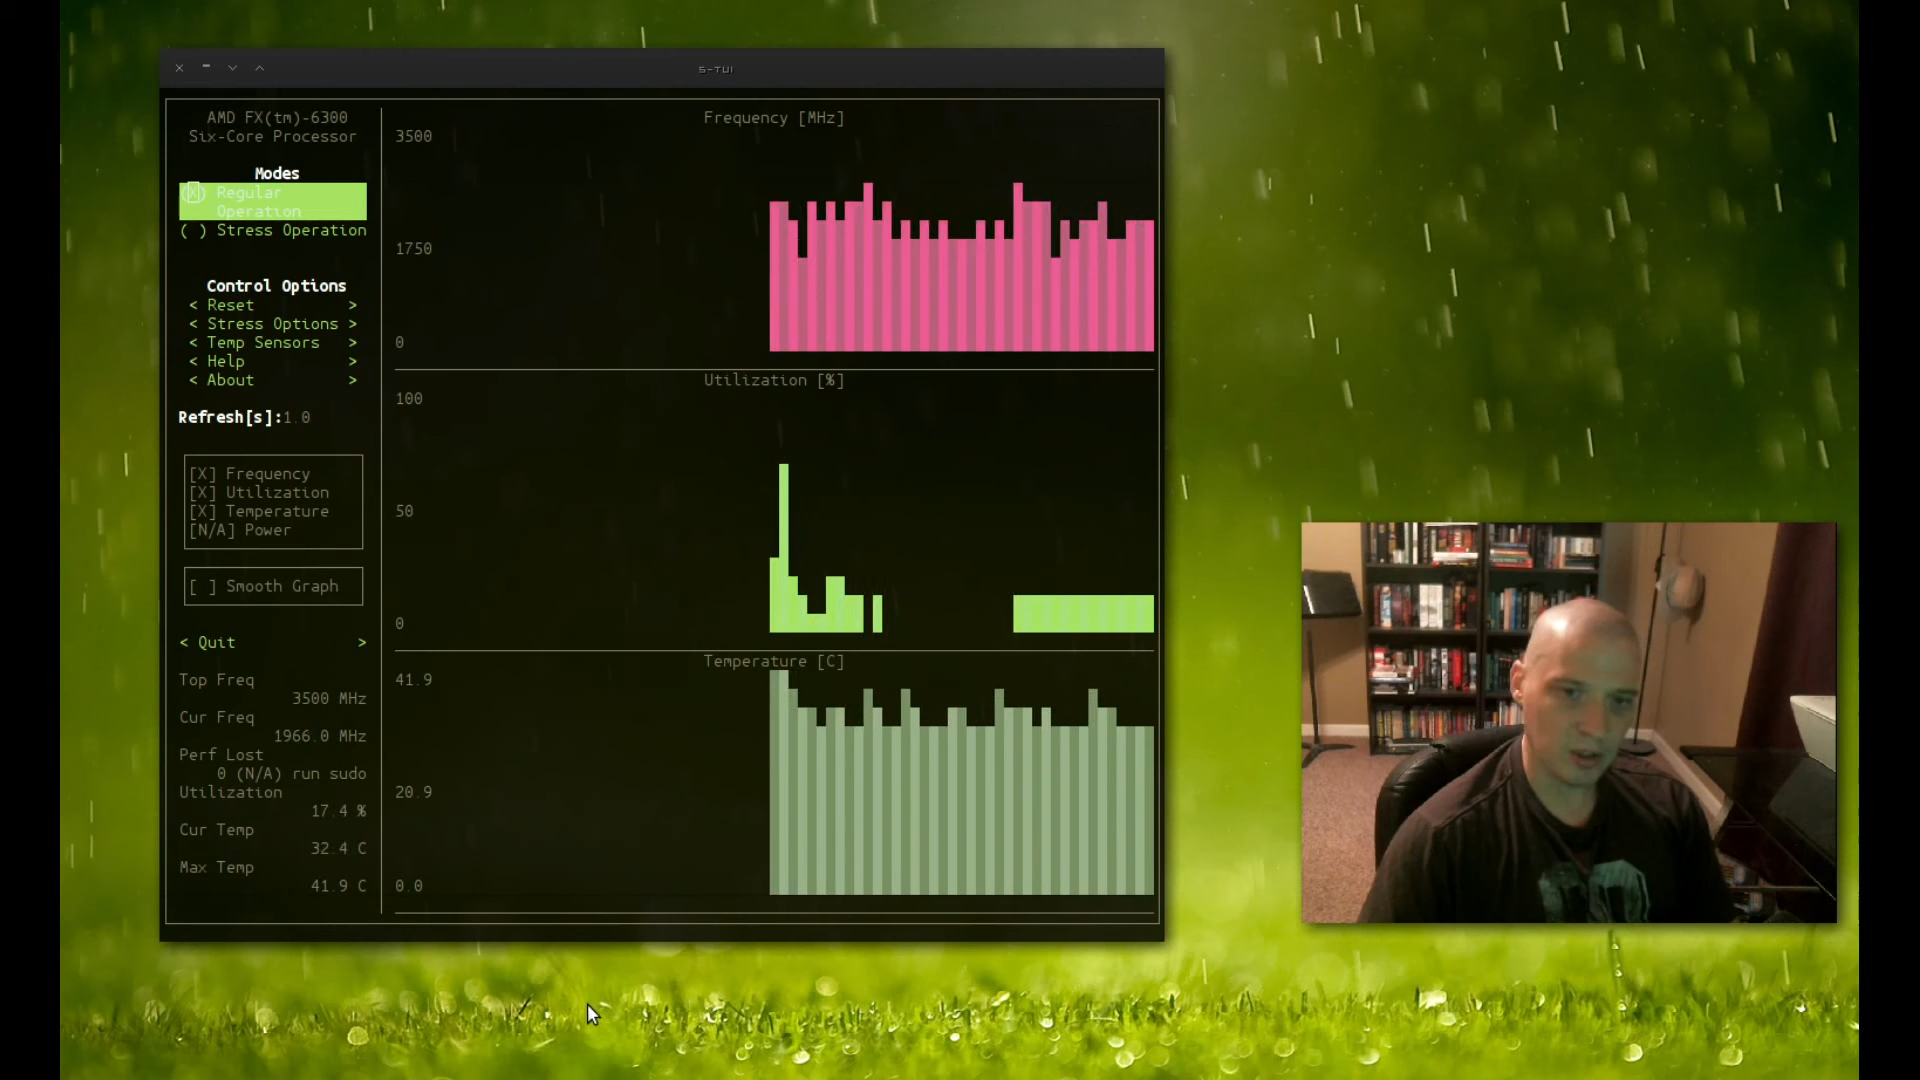 s-tui
AMD FX(tm)-6300
Six-Core Processor
Modes
(X) Regular
Operation
( ) Stress Operation
Control Options
< Reset >
< Stress Options >
< Temp Sensors >
< Help >
< About >
Refresh[s]:1.0
[X] Frequency
[X] Utilization
[X] Temperature
[N/A] Power
[ ] Smooth Graph
< Quit >
Top Freq
3500 MHz
Cur Freq
1966.0 MHz
Perf Lost
0 (N/A) run sudo
Utilization
17.4 %
Cur Temp
32.4 C
Max Temp
41.9 C
Frequency [MHz]
3500
1750
0
Utilization [%]
100
50
0
Temperature [C]
41.9
20.9
0.0